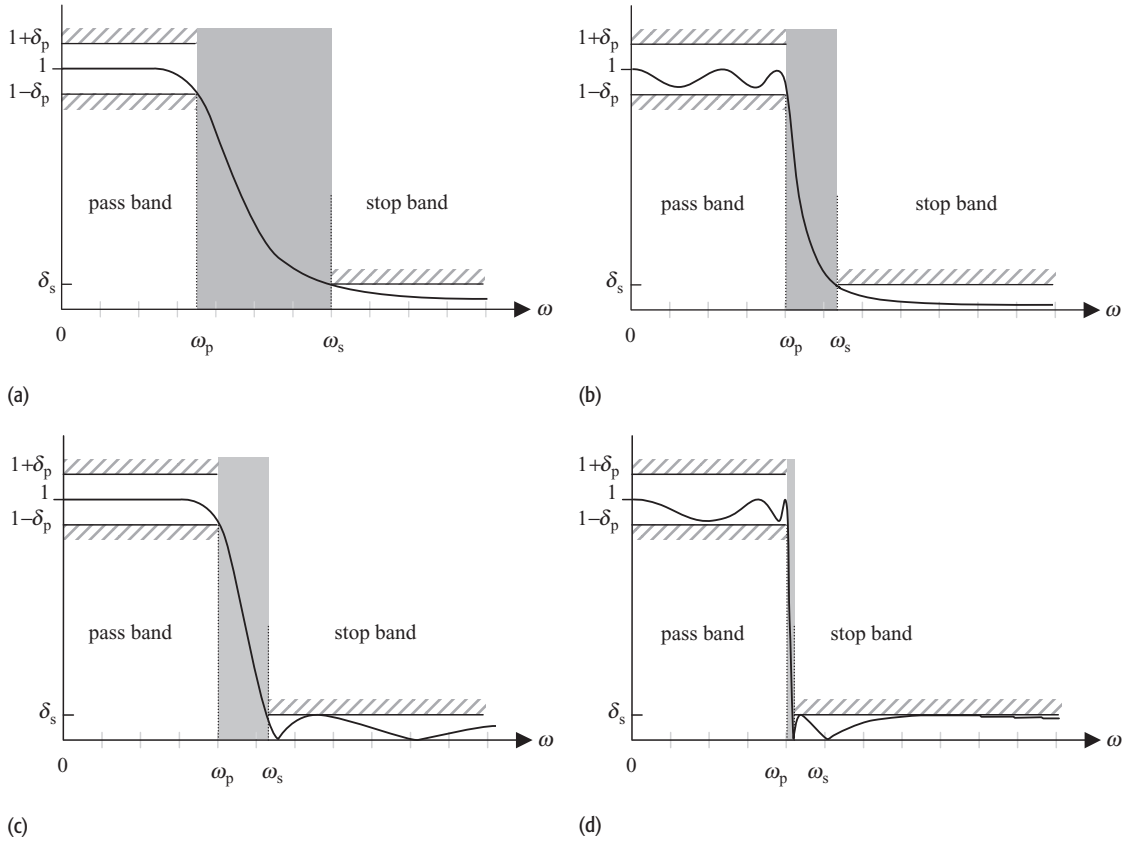 1+δp
1
1−δp
pass band
stop band
δs
ω
0
ωp
ωs
(a)
1+δp
1
1−δp
pass band
stop band
δs
ω
0
ωp
ωs
(b)
1+δp
1
1−δp
pass band
stop band
δs
ω
0
ωp
ωs
(c)
1+δp
1
1−δp
pass band
stop band
δs
ω
0
ωp
ωs
(d)